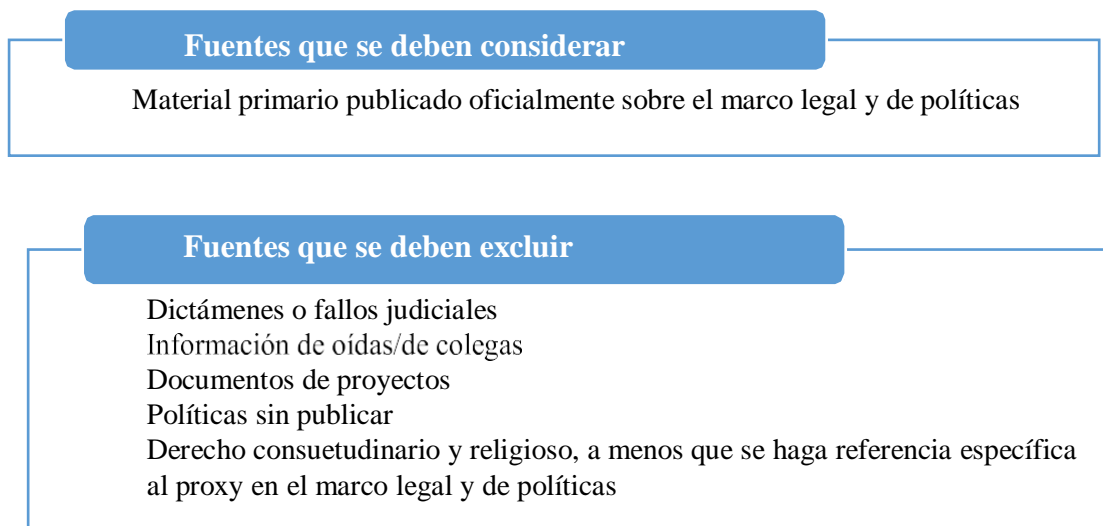 Fuentes que se deben considerar
Material primario publicado oficialmente sobre el marco legal y de políticas
Fuentes que se deben excluir
Dictámenes o fallos judiciales
Información de oídas/de colegas
Documentos de proyectos
Políticas sin publicar
Derecho consuetudinario y religioso, a menos que se haga referencia específica
al proxy en el marco legal y de políticas